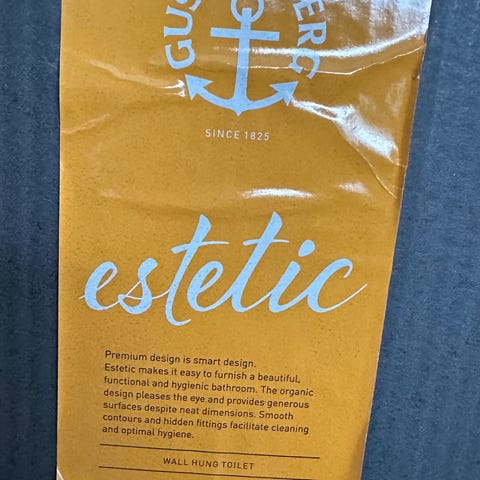 GUS
ERG
SINCE 1825
estetic
Premium design is smart design.
Estetic makes it easy to furnish a beautiful,
functional and hygienic bathroom. The organic
design pleases the eye and provides generous
surfaces despite neat dimensions. Smooth
contours and hidden fittings facilitate cleaning
and optimal hygiene.
WALL HUNG TOILET